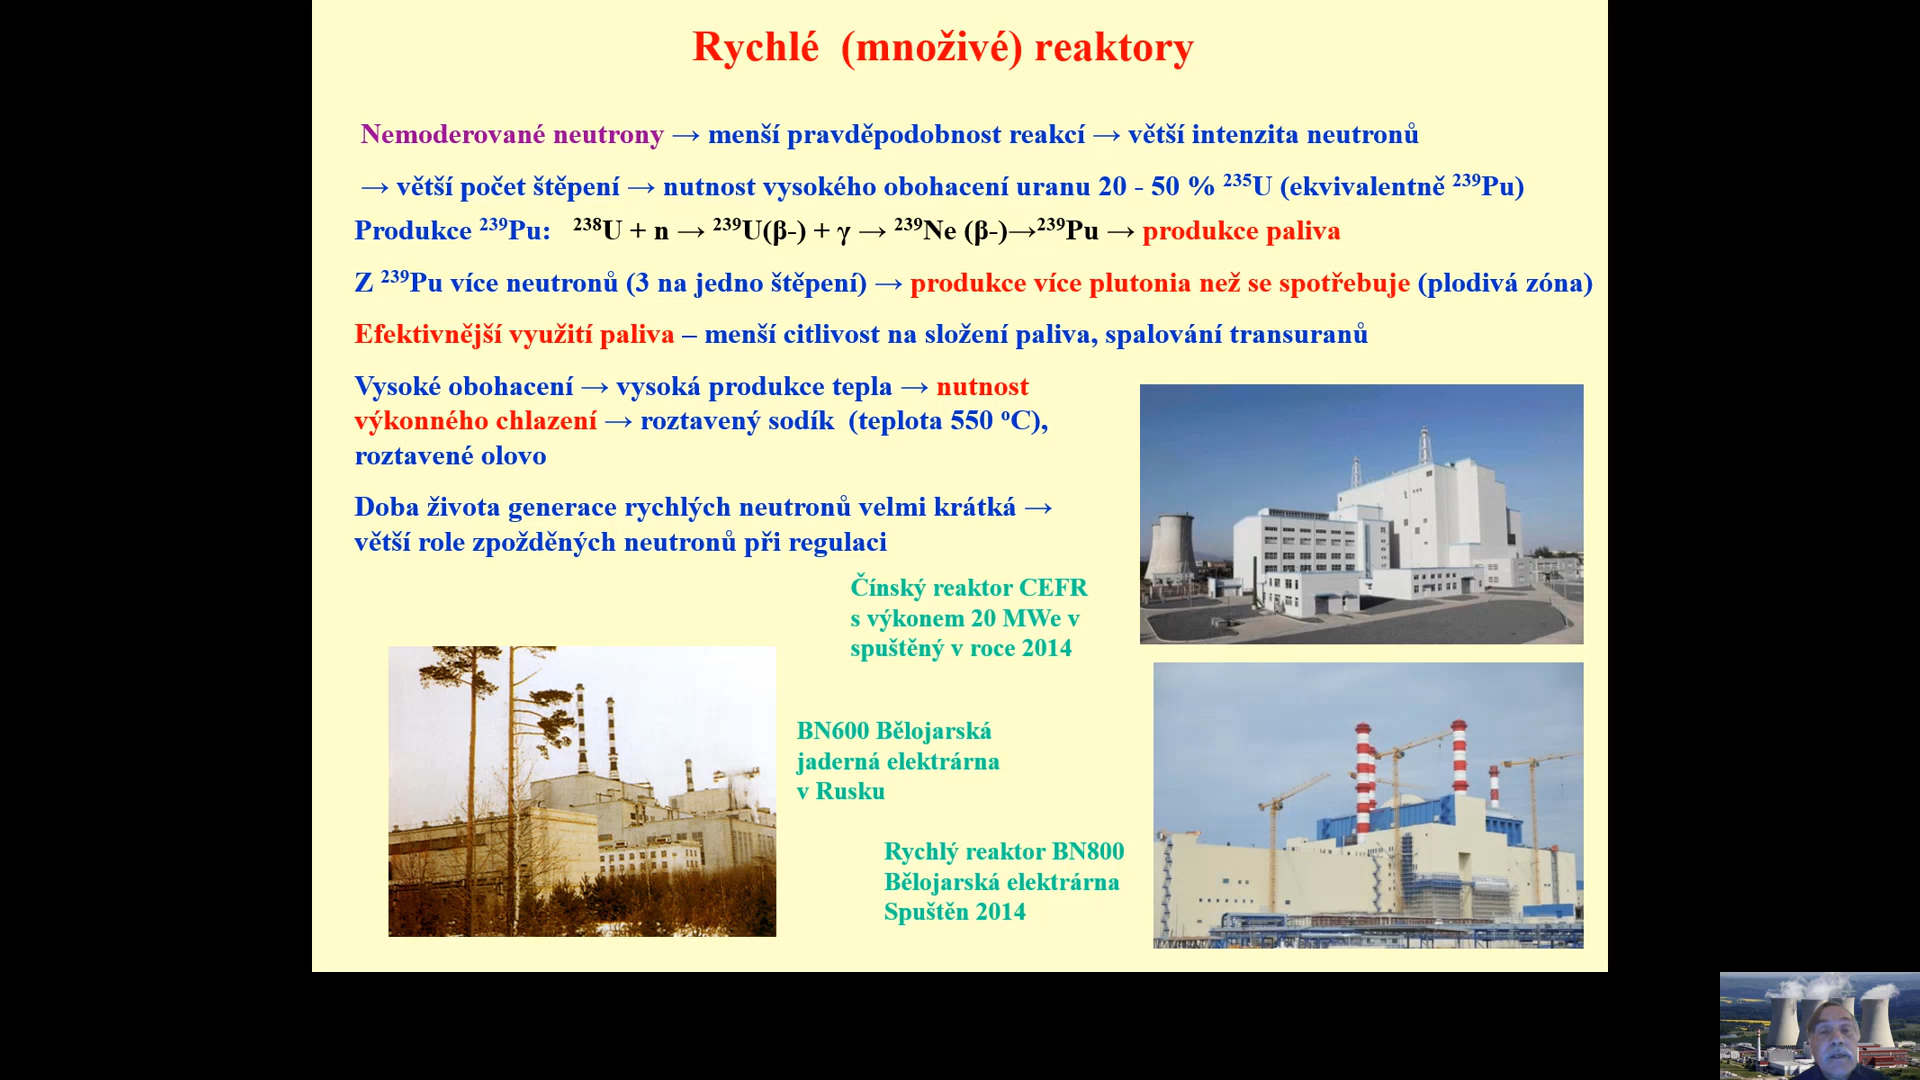 Rychlé (množivé) reaktory
Nemoderované neutrony → menší pravděpodobnost reakcí → větší intenzita neutronů
→ větší počet štěpení → nutnost vysokého obohacení uranu 20 - 50 % ²³⁵U (ekvivalentně ²³⁹Pu)
Produkce ²³⁹Pu: ²³⁸U + n → ²³⁹U(β-) + γ → ²³⁹Ne (β-)→²³⁹Pu → produkce paliva
Z ²³⁹Pu více neutronů (3 na jedno štěpení) → produkce více plutonia než se spotřebuje (plodivá zóna)
Efektivnější využití paliva – menší citlivost na složení paliva, spalování transuranů
Vysoké obohacení → vysoká produkce tepla → nutnost
výkonného chlazení → roztavený sodík (teplota 550 ºC),
roztavené olovo
Doba života generace rychlých neutronů velmi krátká →
větší role zpožděných neutronů při regulaci
Čínský reaktor CEFR
s výkonem 20 MWe v
spuštěný v roce 2014
BN600 Bělojarská
jaderná elektrárna
v Rusku
Rychlý reaktor BN800
Bělojarská elektrárna
Spuštěn 2014